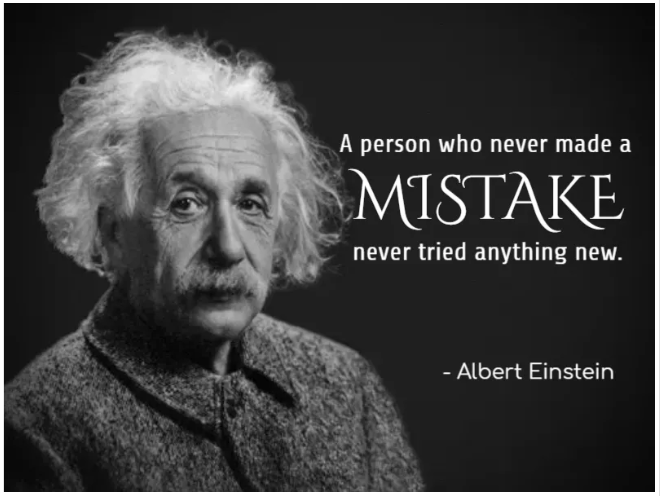 A person who never made a
MISTAKE
never tried anything new.
- Albert Einstein